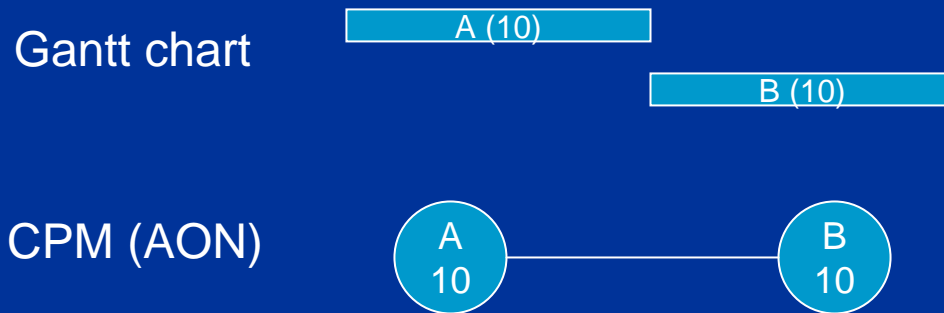 Gantt chart
A (10)
B (10)
CPM (AON)
A
10
B
10